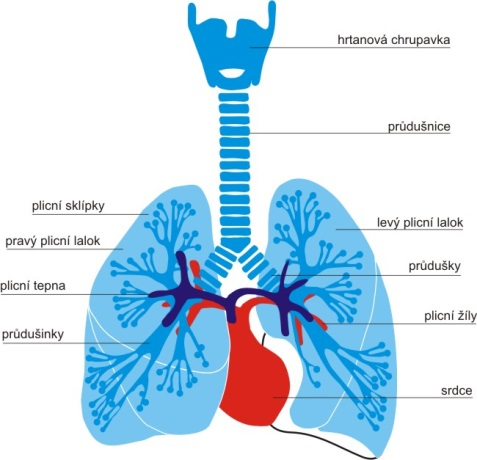 hrtanová chrupavka
průdušnice
plicní sklípky
levý plicní lalok
pravý plicní lalok
průdušky
plicní tepna
plicní žíly
průdušinky
srdce